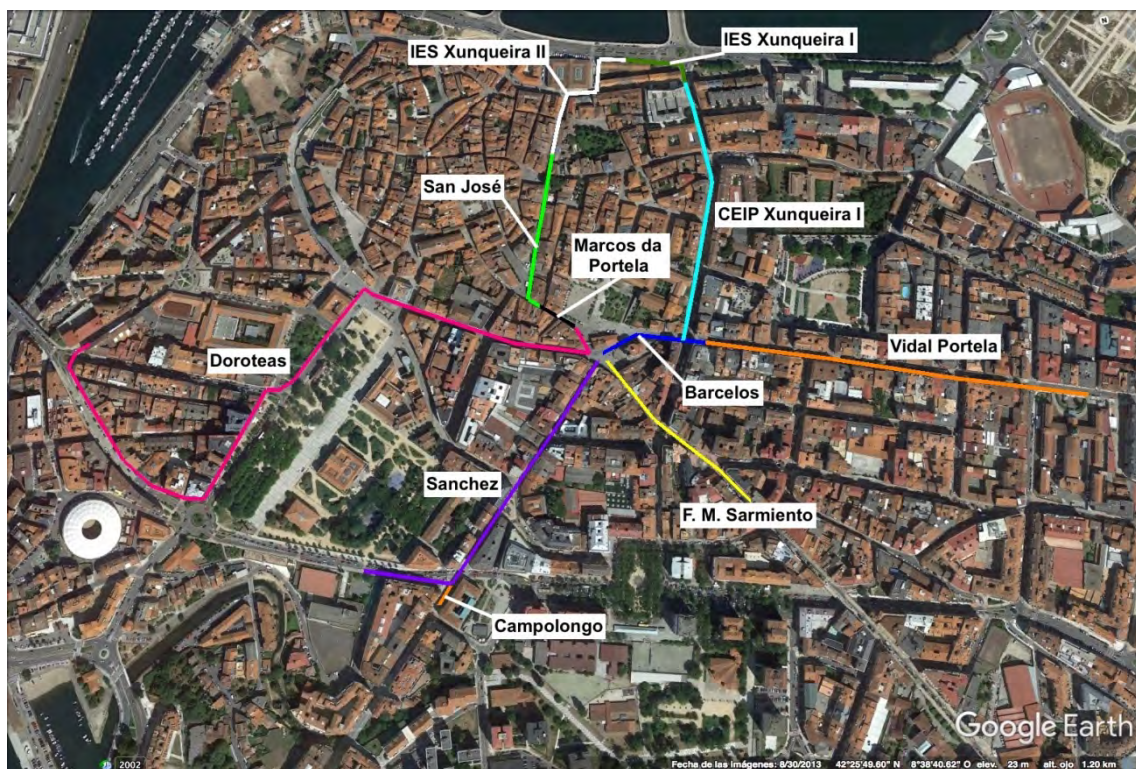 IES Xunqueira I
IES Xunqueira II
San José
CEIP Xunqueira I
Marcos da
Portela
Doroteas
Vidal Portela
Barcelos
Sanchez
F. M. Sarmiento
Campolongo
Google Earth
2002
Fecha de las imágenes: 8/30/2013 42°25'49.60" N 8°38'40.62" O elev. 23 m alt. ojo 1.20 km